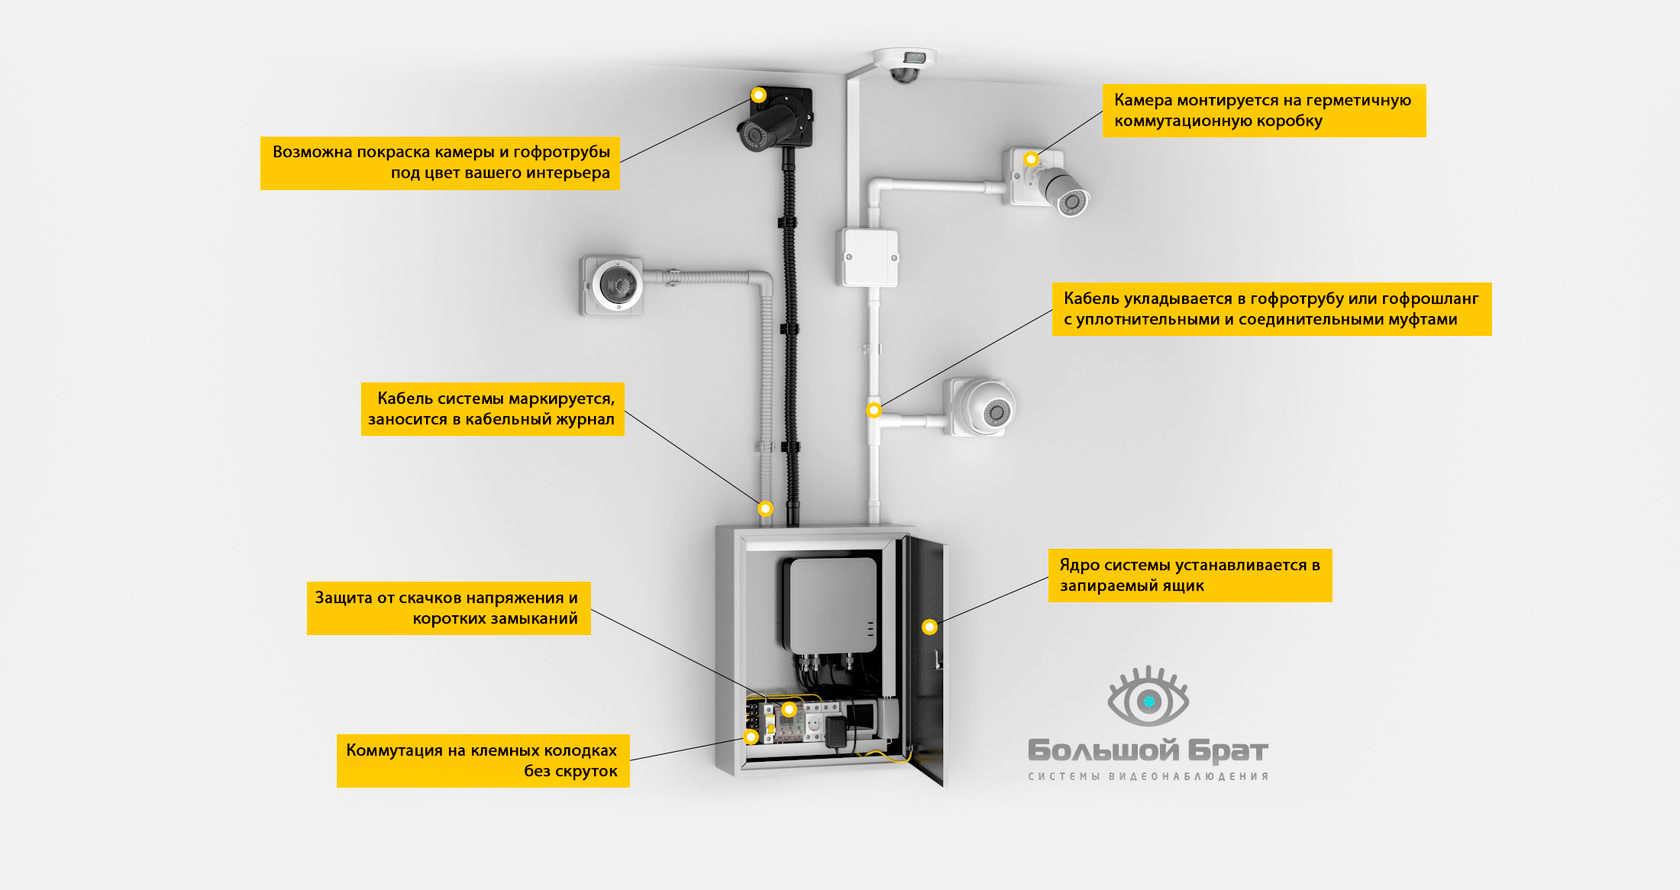 Камера монтируется на герметичную
коммутационную коробку
Возможна покраска камеры и гофротрубы
под цвет вашего интерьера
Кабель укладывается в гофротрубу или гофрошланг
с уплотнительными и соединительными муфтами
Кабель системы маркируется,
заносится в кабельный журнал
Ядро системы устанавливается в
запираемый ящик
Защита от скачков напряжения и
коротких замыканий
Коммутация на клемных колодках
без скруток
Большой Брат
СИСТЕМЫ ВИДЕОНАБЛЮДЕНИЯ